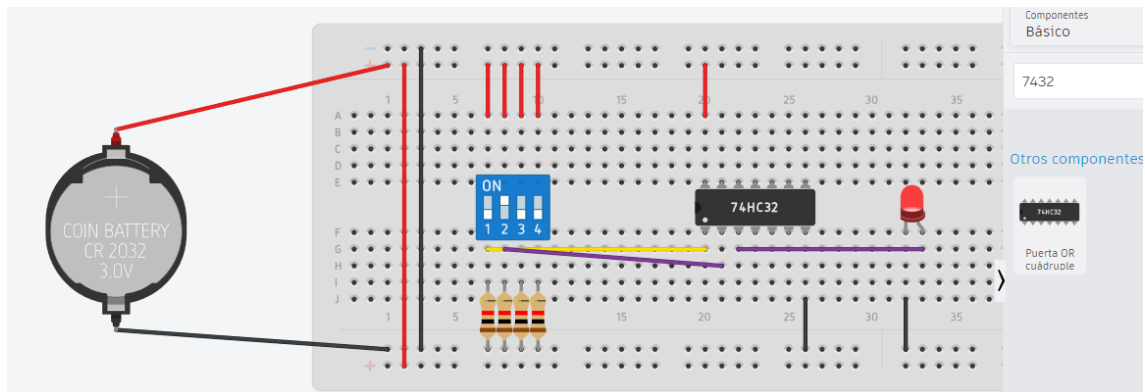 Componentes
Básico
7432
Otros componentes
74HC32
Puerta OR
cuádruple
1 5 10 15 20 25 30 35
A
B
C
D
E
ON
1 2 3 4
74HC32
COIN BATTERY
CR 2032
3.0V
F
G
H
I
J
1 5 15 20 25 30 35